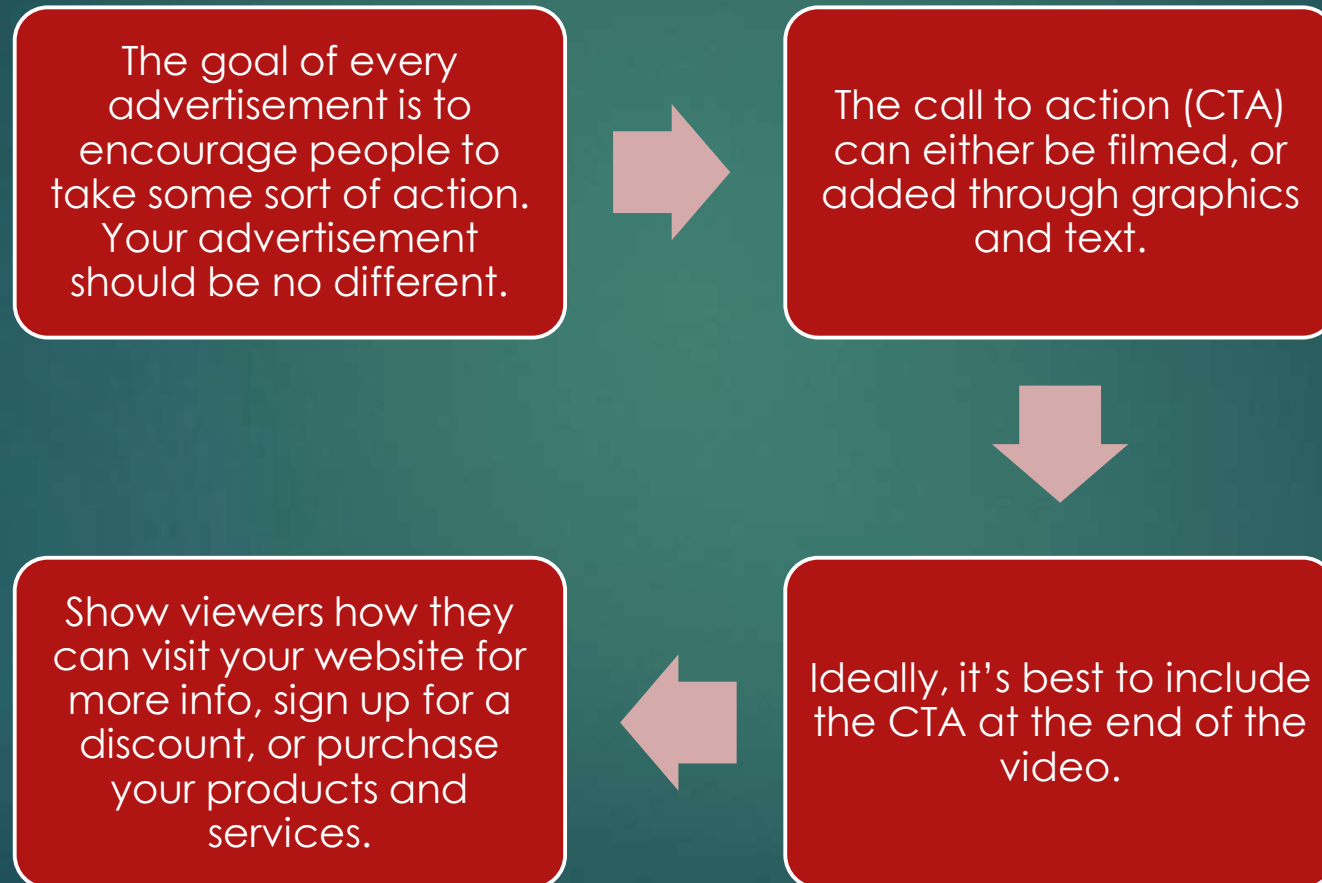 The goal of every
advertisement is to
encourage people to
take some sort of action.
Your advertisement
should be no different.
The call to action (CTA)
can either be filmed, or
added through graphics
and text.
Ideally, it’s best to include
the CTA at the end of the
video.
Show viewers how they
can visit your website for
more info, sign up for a
discount, or purchase
your products and
services.